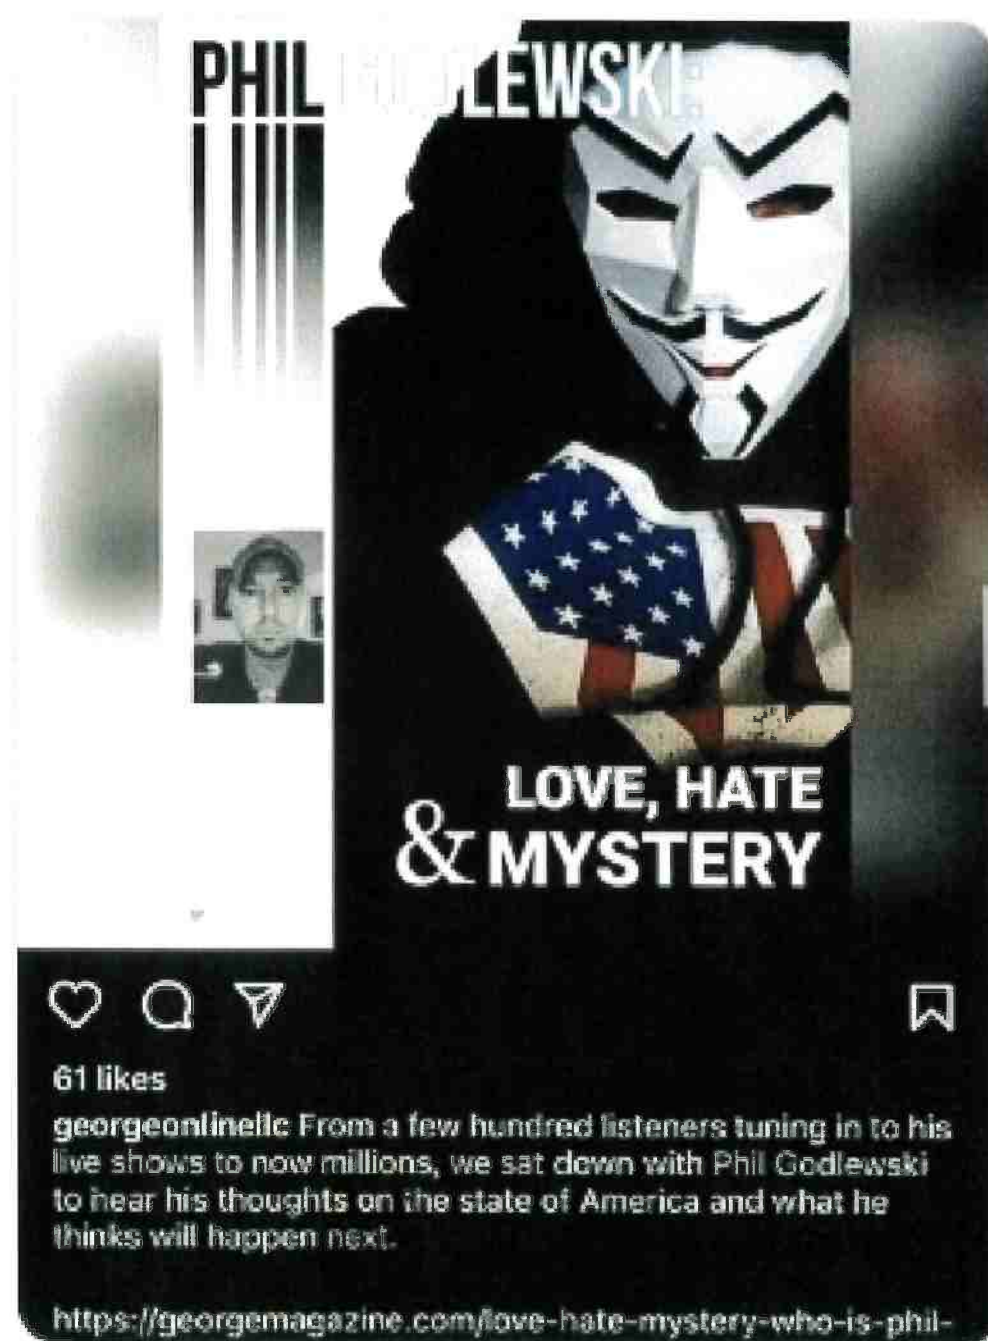 PHIL GODLEWSKI:
LOVE, HATE
& MYSTERY
61 likes
georgeonlinellc From a few hundred listeners tuning in to his
live shows to now millions, we sat down with Phil Godlewski
to hear his thoughts on the state of America and what he
thinks will happen next.
https://georgemagazine.com/love-hate-mystery-who-is-phil-